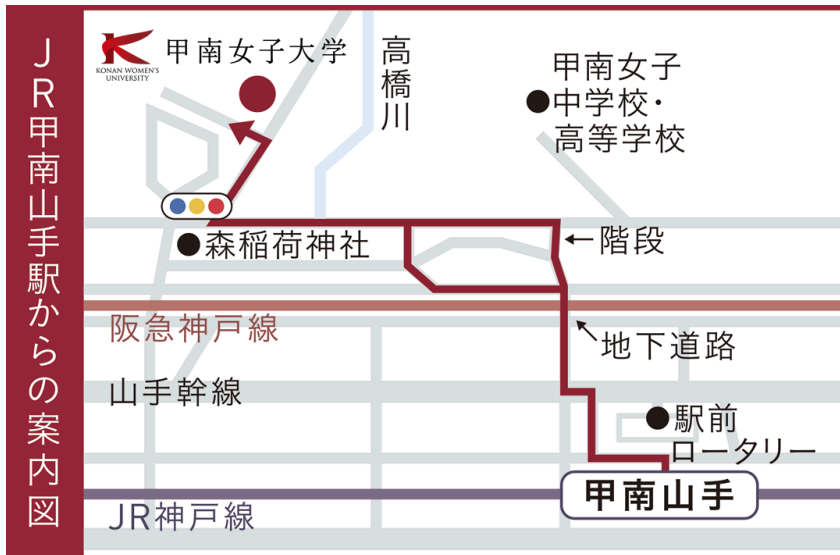 JR甲南山手駅からの案内図
KONAN WOMEN'S
UNIVERSITY
甲南女子大学
高橋川
甲南女子
中学校・
高等学校
森稲荷神社
階段
阪急神戸線
地下道路
山手幹線
駅前
ロータリー
甲南山手
JR神戸線